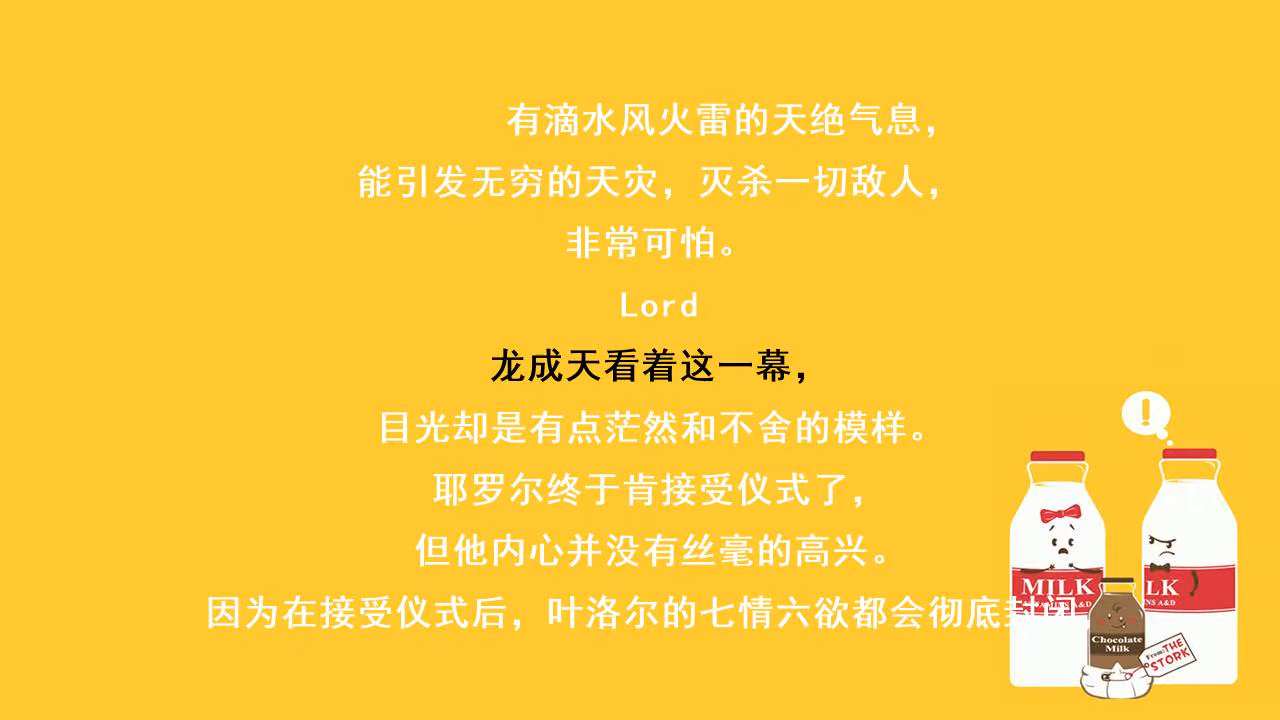 有滴水风火雷的天绝气息，
能引发无穷的天灾，灭杀一切敌人，
非常可怕。
Lord
龙成天看着这一幕，
目光却是有点茫然和不舍的模样。
耶罗尔终于肯接受仪式了，
但他内心并没有丝毫的高兴。
因为在接受仪式后，叶洛尔的七情六欲都会彻底封闭
!
MILK
LK
VITAMINS A&D
NS A&D
Chocolate
Milk
From: THE
STORK